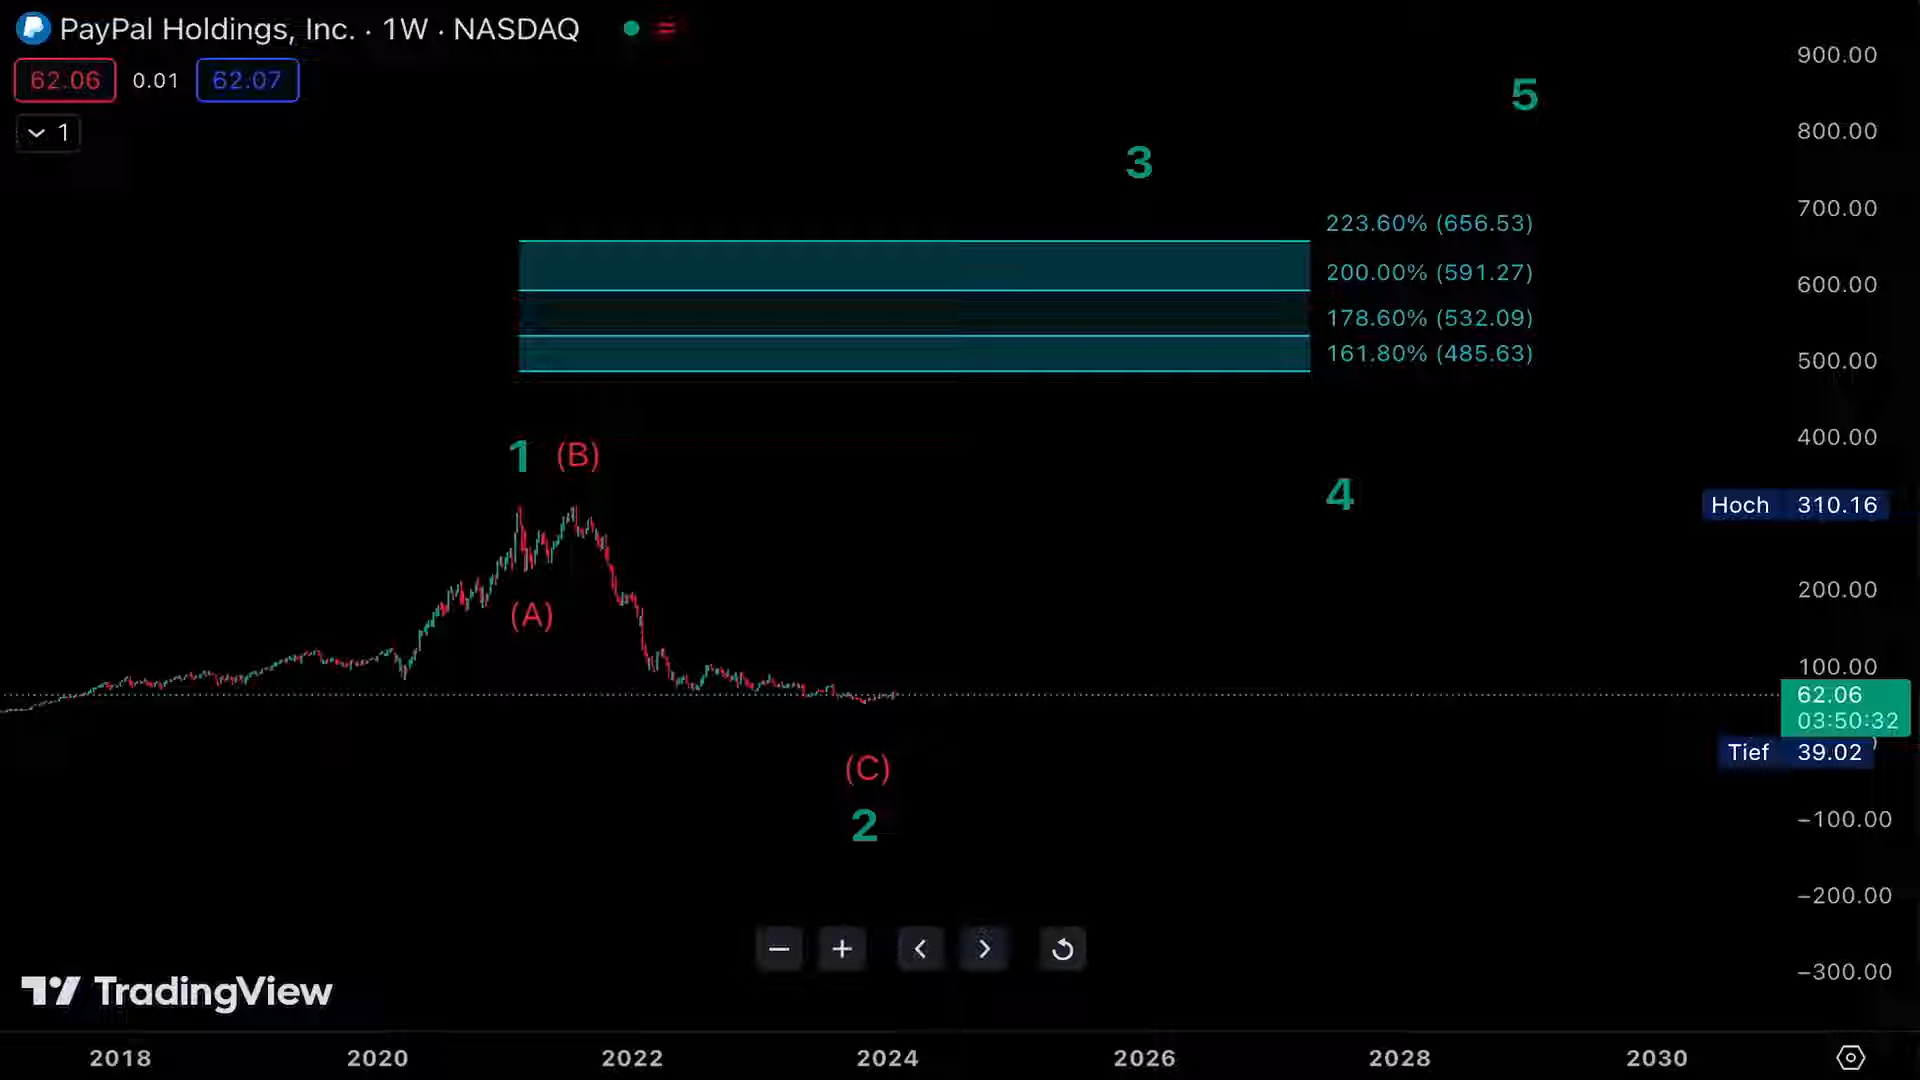 PayPal Holdings, Inc. · 1W · NASDAQ
62.06 0.01 62.07
1
900.00
5
800.00
3
700.00
223.60% (656.53)
200.00% (591.27)
600.00
178.60% (532.09)
161.80% (485.63)
500.00
400.00
1 (B)
4
Hoch 310.16
200.00
(A)
100.00
62.06
03:50:32
Tief 39.02
(C)
2
−100.00
−200.00
−300.00
TradingView
2018 2020 2022 2024 2026 2028 2030